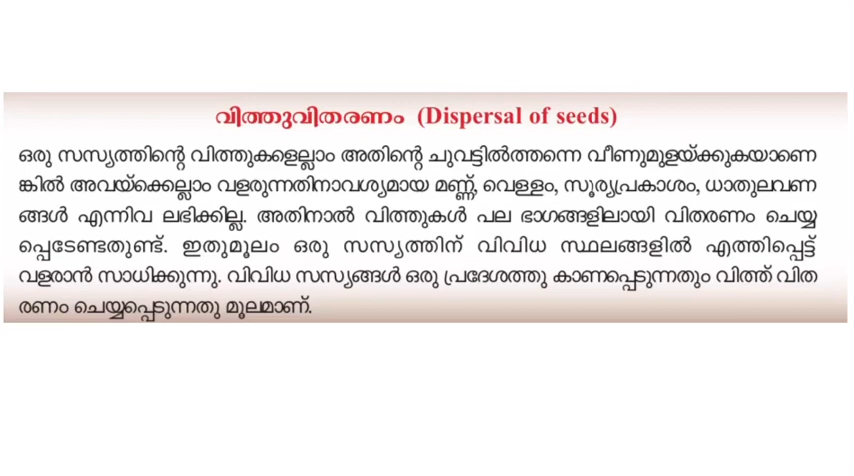 വിത്തുവിതരണം (Dispersal of seeds)
ഒരു സസ്യത്തിന്റെ വിത്തുകളെല്ലാം അതിന്റെ ചുവട്ടിൽത്തന്നെ വീണുമുളയ്ക്കുകയാണെ
ങ്കിൽ അവയ്ക്കെല്ലാം വളരുന്നതിനാവശ്യമായ മണ്ണ്, വെള്ളം, സൂര്യപ്രകാശം, ധാതുലവണ
ങ്ങൾ എന്നിവ ലഭിക്കില്ല. അതിനാൽ വിത്തുകൾ പല ഭാഗങ്ങളിലായി വിതരണം ചെയ്യ
പ്പെടേണ്ടതുണ്ട്. ഇതുമൂലം ഒരു സസ്യത്തിന് വിവിധ സ്ഥലങ്ങളിൽ എത്തിപ്പെട്ട്
വളരാൻ സാധിക്കുന്നു. വിവിധ സസ്യങ്ങൾ ഒരു പ്രദേശത്തു കാണപ്പെടുന്നതും വിത്ത് വിത
രണം ചെയ്യപ്പെടുന്നതു മൂലമാണ്.